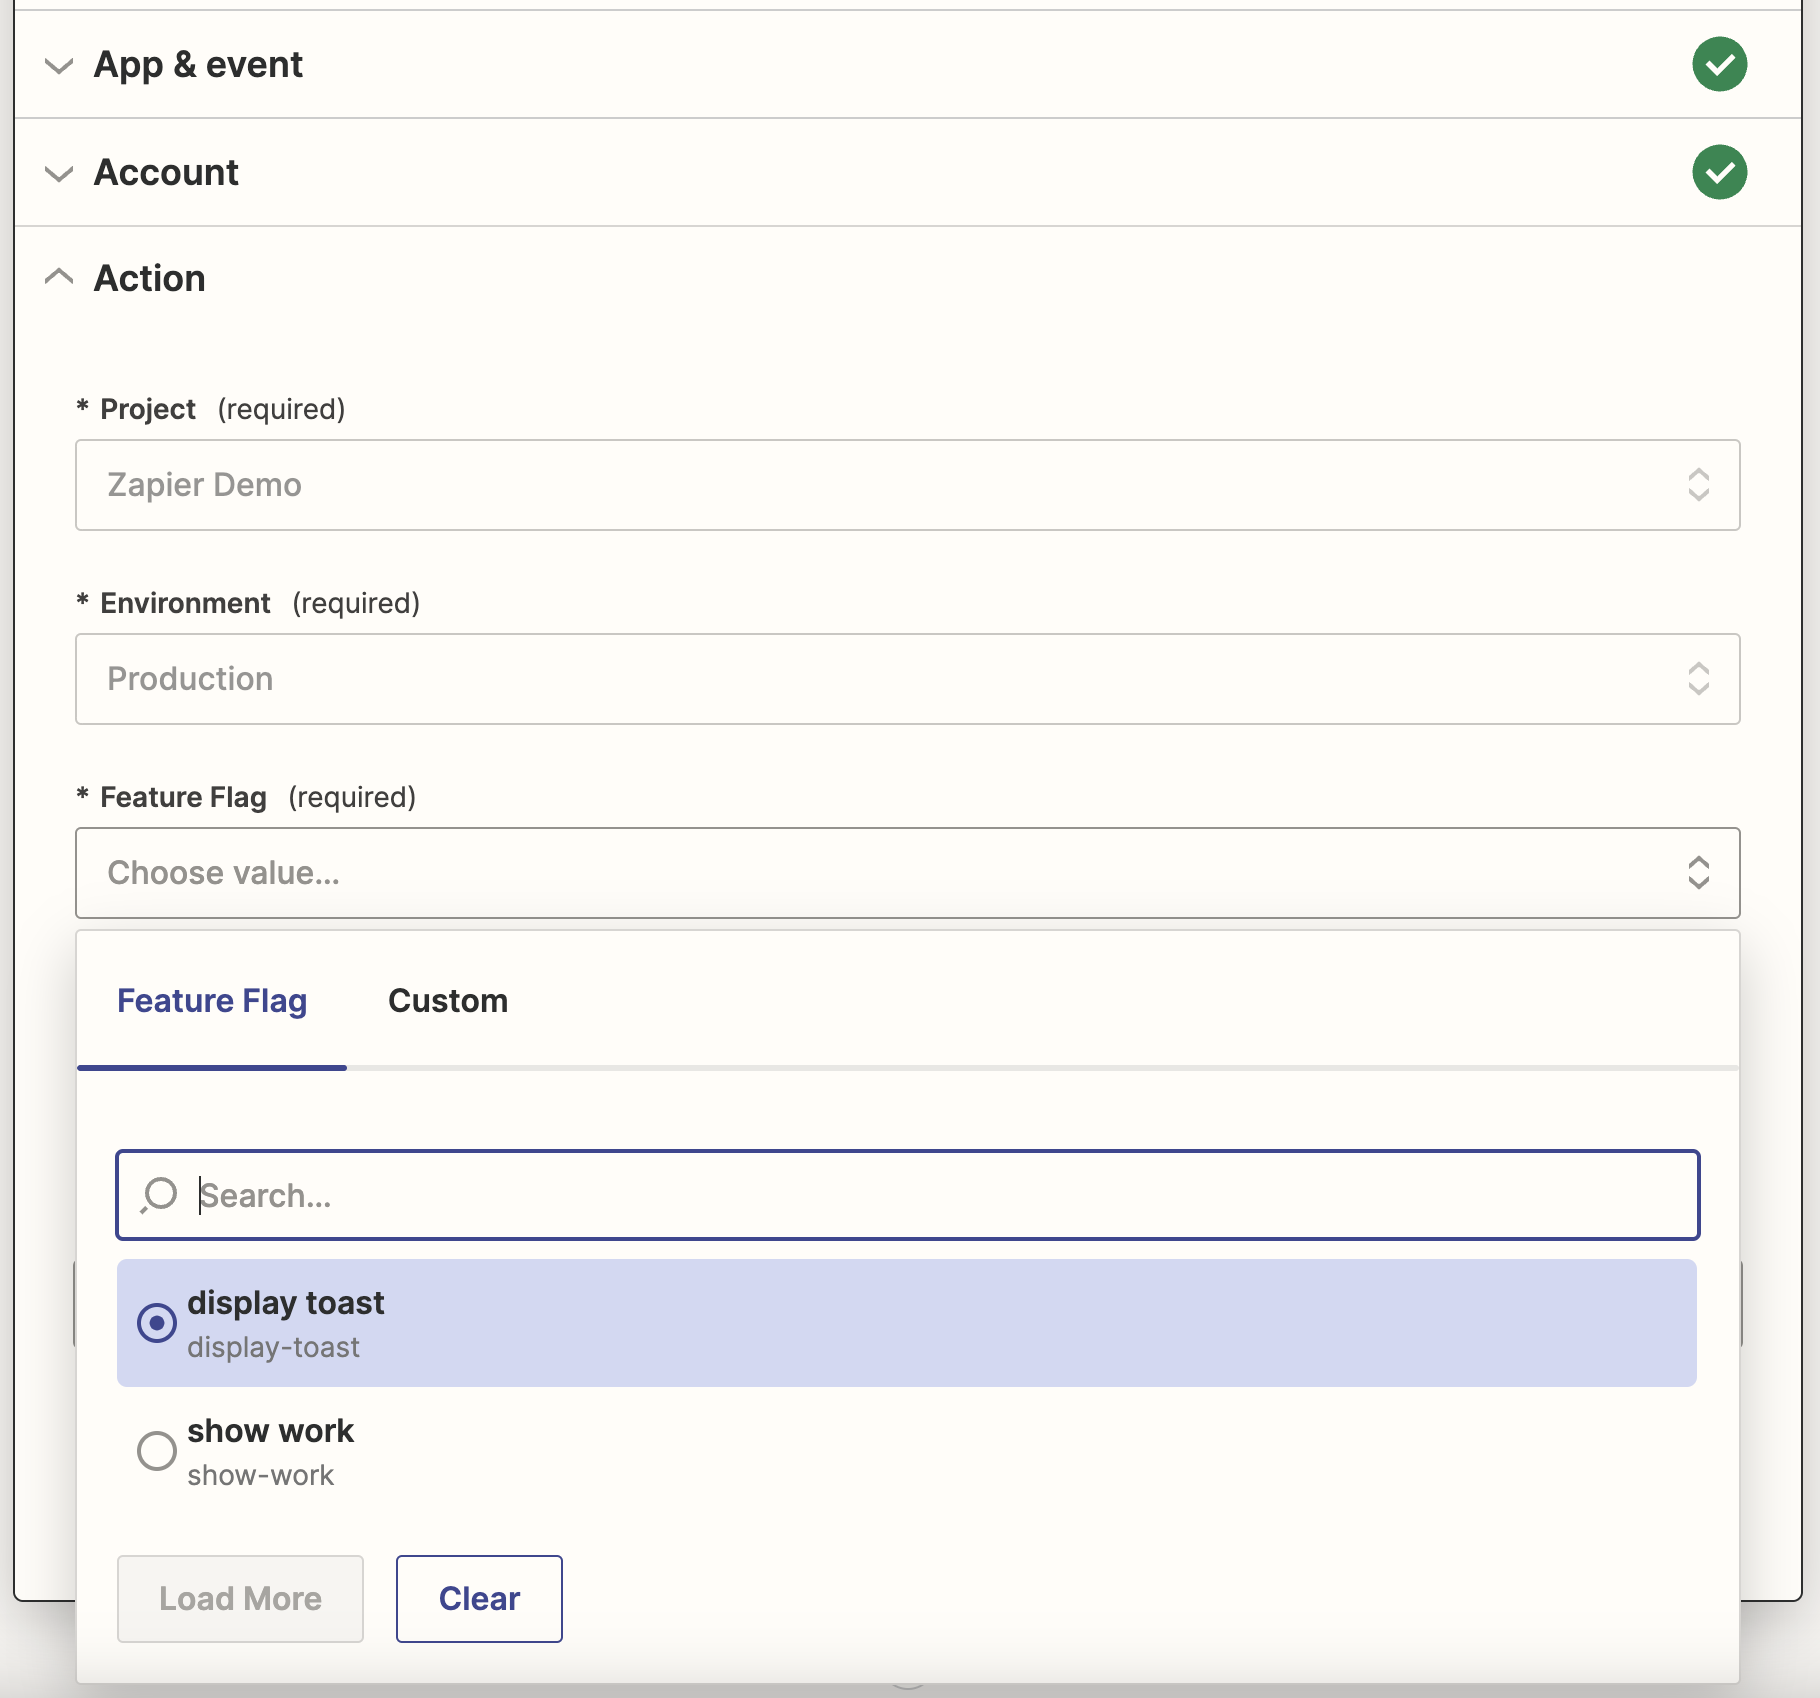 App & event
Account
Action
* Project (required)
Zapier Demo
* Environment (required)
Production
* Feature Flag (required)
Choose value...
Feature Flag Custom
Search...
display toast
display-toast
show work
show-work
Load More Clear